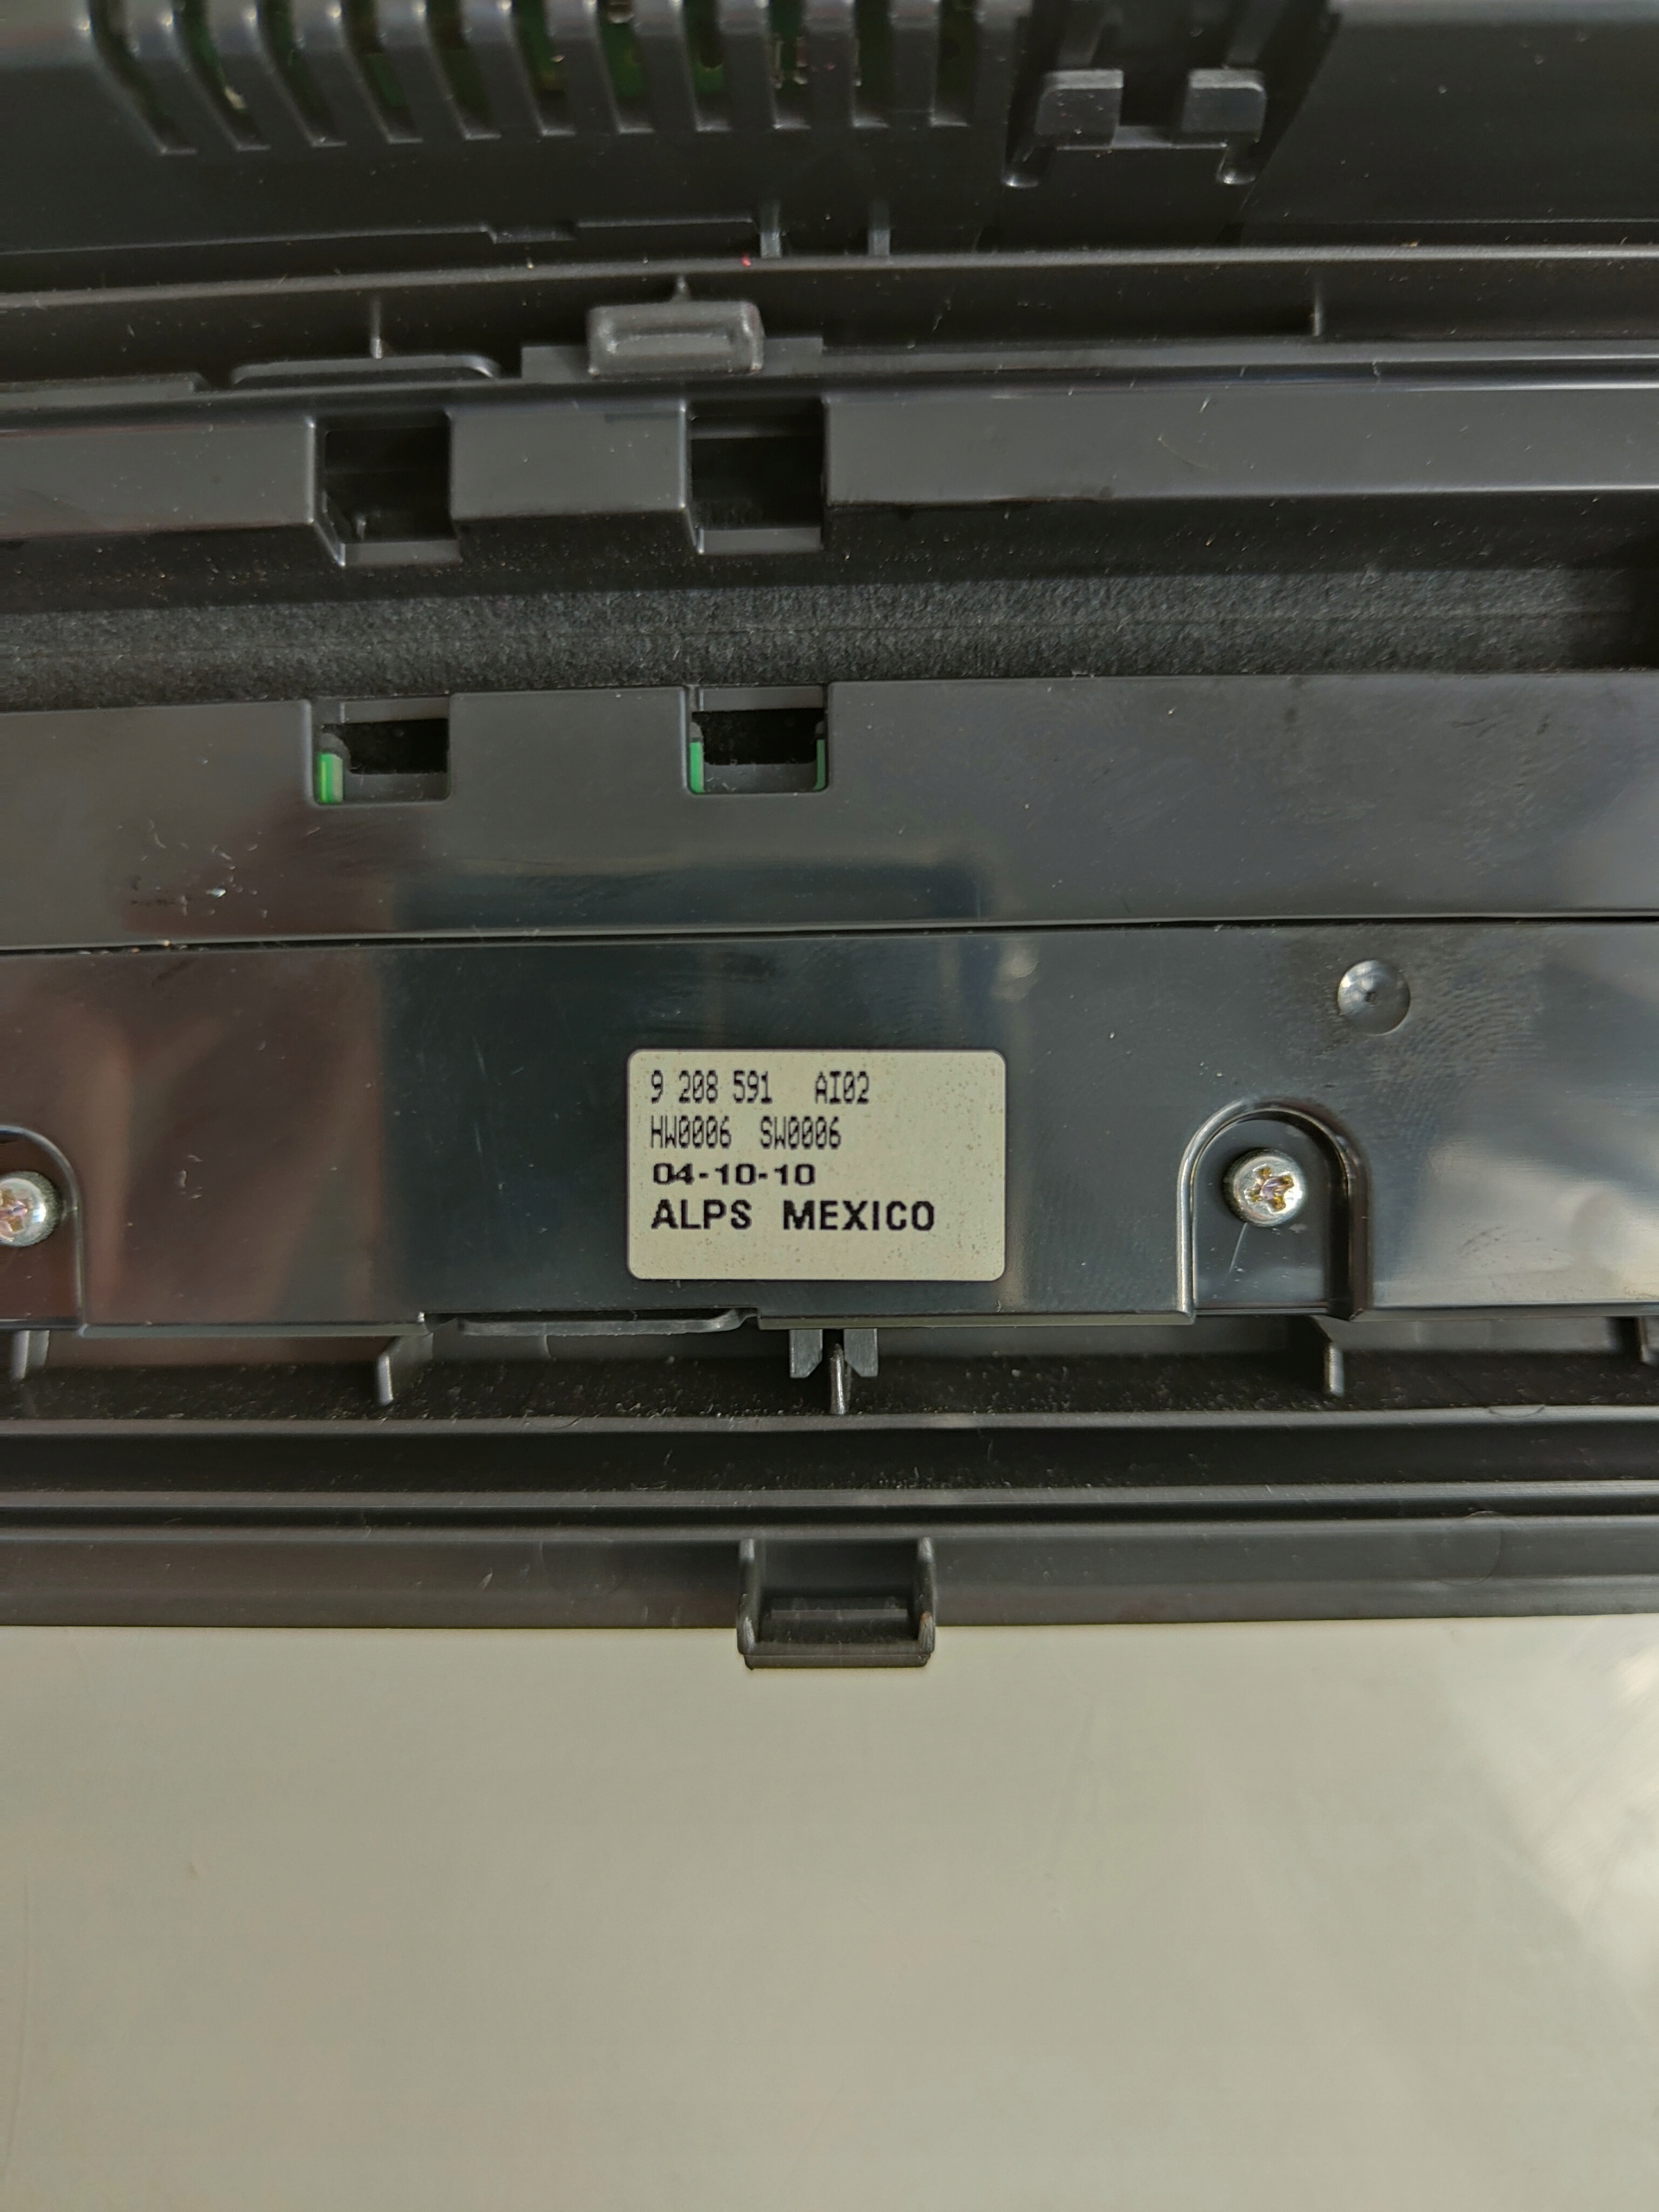 9 208 591 AI02
HW0006 SW0006
04-10-10
ALPS MEXICO